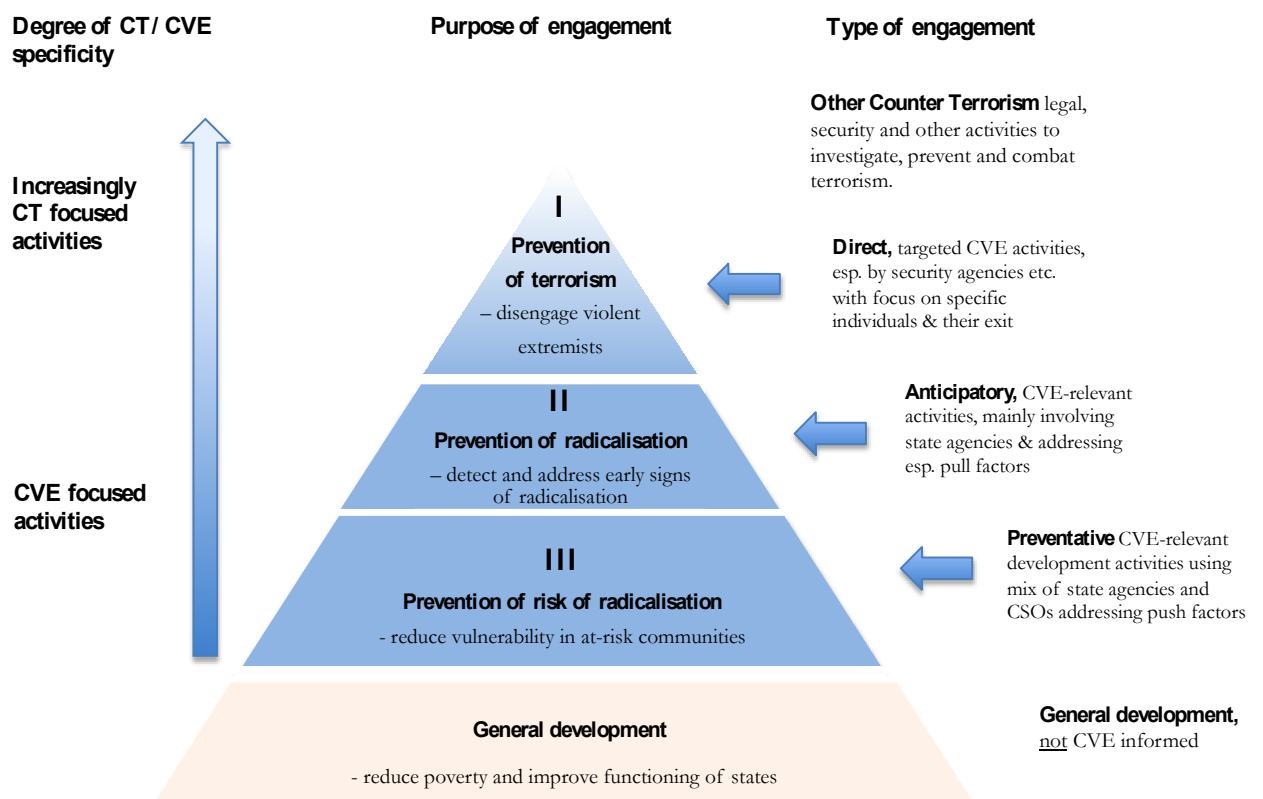 Degree of CT/ CVE
specificity
Purpose of engagement
Type of engagement
Other Counter Terrorism legal,
security and other activities to
investigate, prevent and combat
terrorism.
Increasingly
CT focused
activities
I
Prevention
of terrorism
– disengage violent
extremists
Direct, targeted CVE activities,
esp. by security agencies etc.
with focus on specific
individuals & their exit
II
Prevention of radicalisation
– detect and address early signs
of radicalisation
Anticipatory, CVE-relevant
activities, mainly involving
state agencies & addressing
esp. pull factors
CVE focused
activities
III
Prevention of risk of radicalisation
- reduce vulnerability in at-risk communities
Preventative CVE-relevant
development activities using
mix of state agencies and
CSOs addressing push factors
General development
- reduce poverty and improve functioning of states
General development,
not CVE informed